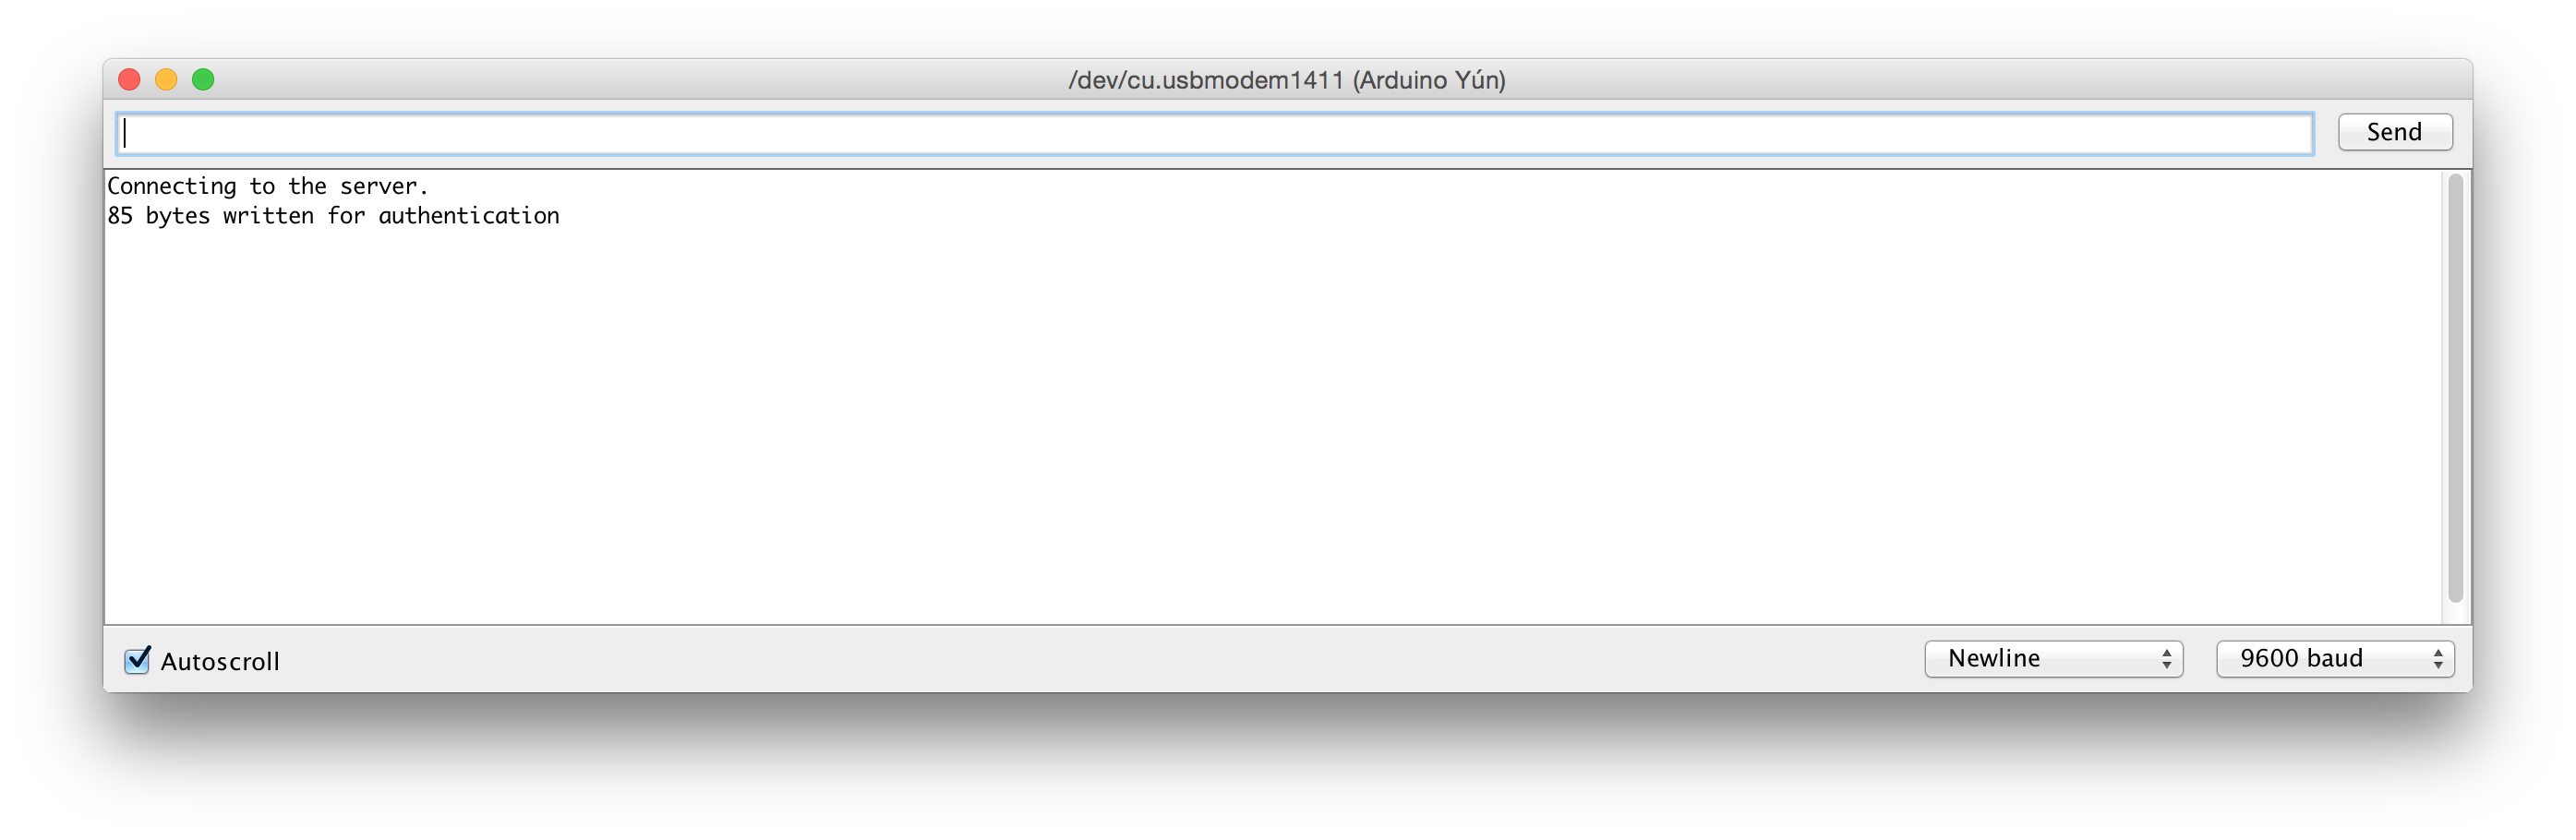 /dev/cu.usbmodem1411 (Arduino Yún)
Send
Connecting to the server.
85 bytes written for authentication
Autoscroll
Newline
9600 baud